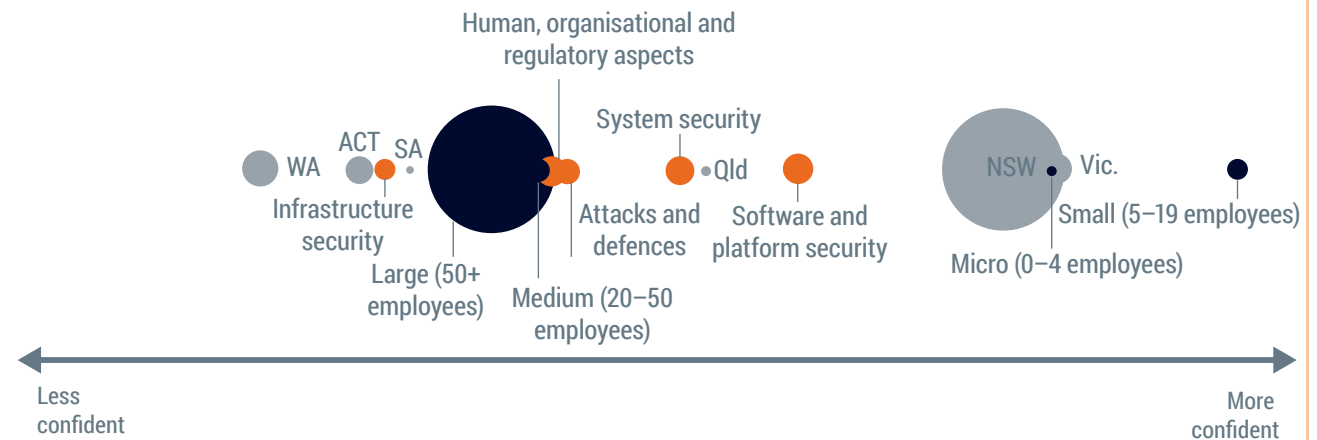 Human, organisational and
regulatory aspects
System security
ACT
SA
WA
Qld
NSW
Vic.
Infrastructure
security
Attacks and
defences
Software and
platform security
Small (5–19 employees)
Large (50+
employees)
Medium (20–50
employees)
Micro (0–4 employees)
Less
confident
More
confident